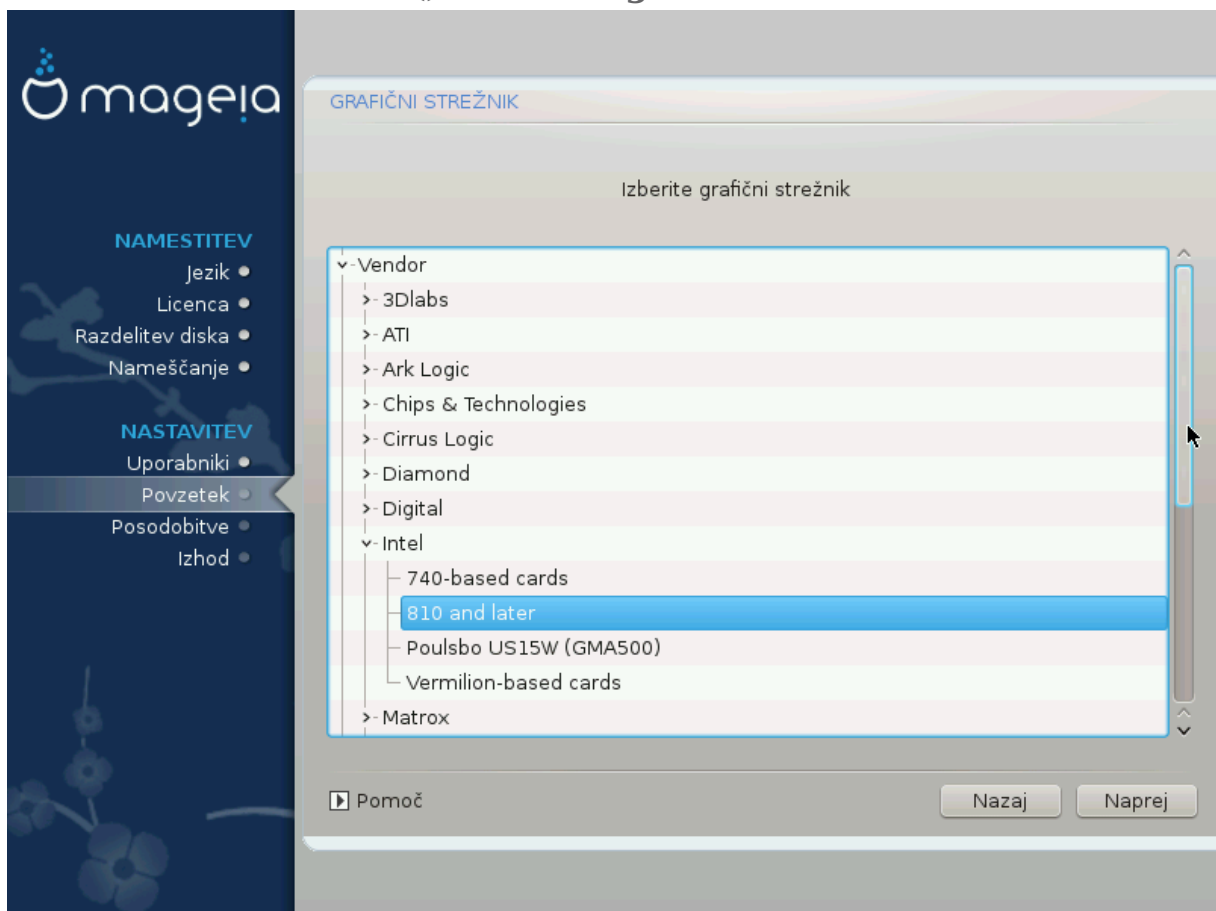 mageia
GRAFIČNI STREŽNIK
Izberite grafični strežnik
NAMESTITEV
Jezik
Licenca
Razdelitev diska
Nameščanje
NASTAVITEV
Uporabniki
Povzetek
Posodobitve
Izhod
Vendor
3Dlabs
ATI
Ark Logic
Chips & Technologies
Cirrus Logic
Diamond
Digital
Intel
740-based cards
810 and later
Poulsbo US15W (GMA500)
Vermilion-based cards
Matrox
Pomoč
Nazaj
Naprej